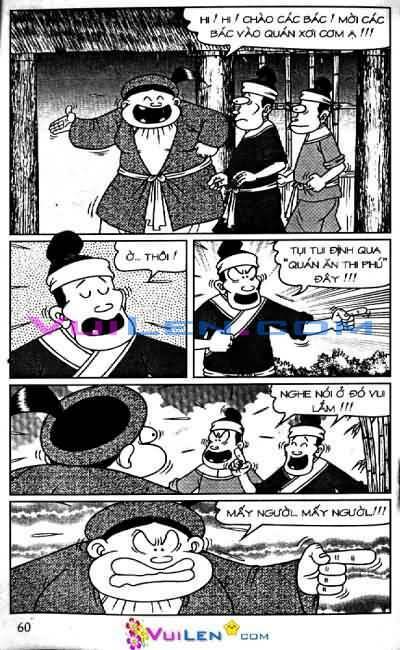 HI ! HI ! CHÀO CÁC BÁC ! MỜI CÁC
BÁC VÀO QUÁN XƠI CƠM Ạ !!!
Ờ... THÔI !
TỤI TUI ĐỊNH QUA
"QUÁN ĂN THI PHÚ"
ĐÂY !!!
VUILEN.COM
NGHE NÓI Ở ĐÓ VUI
LẮM !!!
MẤY NGƯỜI... MẤY NGƯỜI...!!!
60
VUILEN.COM